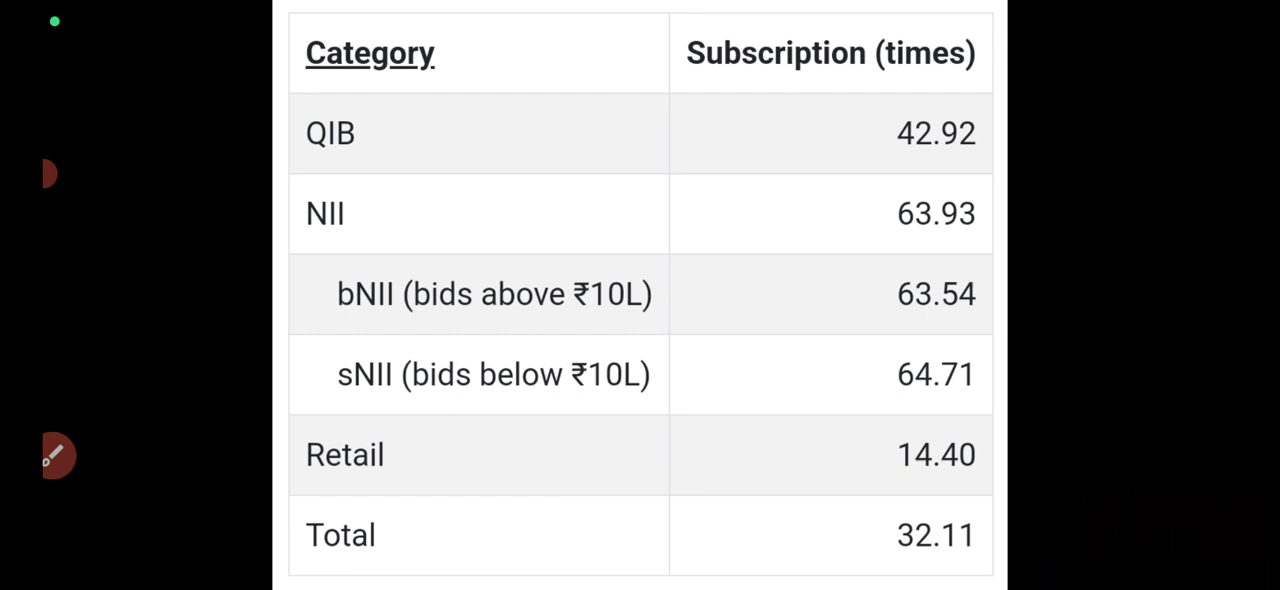 Category Subscription (times)
QIB 42.92
NII 63.93
bNII (bids above ₹10L) 63.54
sNII (bids below ₹10L) 64.71
Retail 14.40
Total 32.11